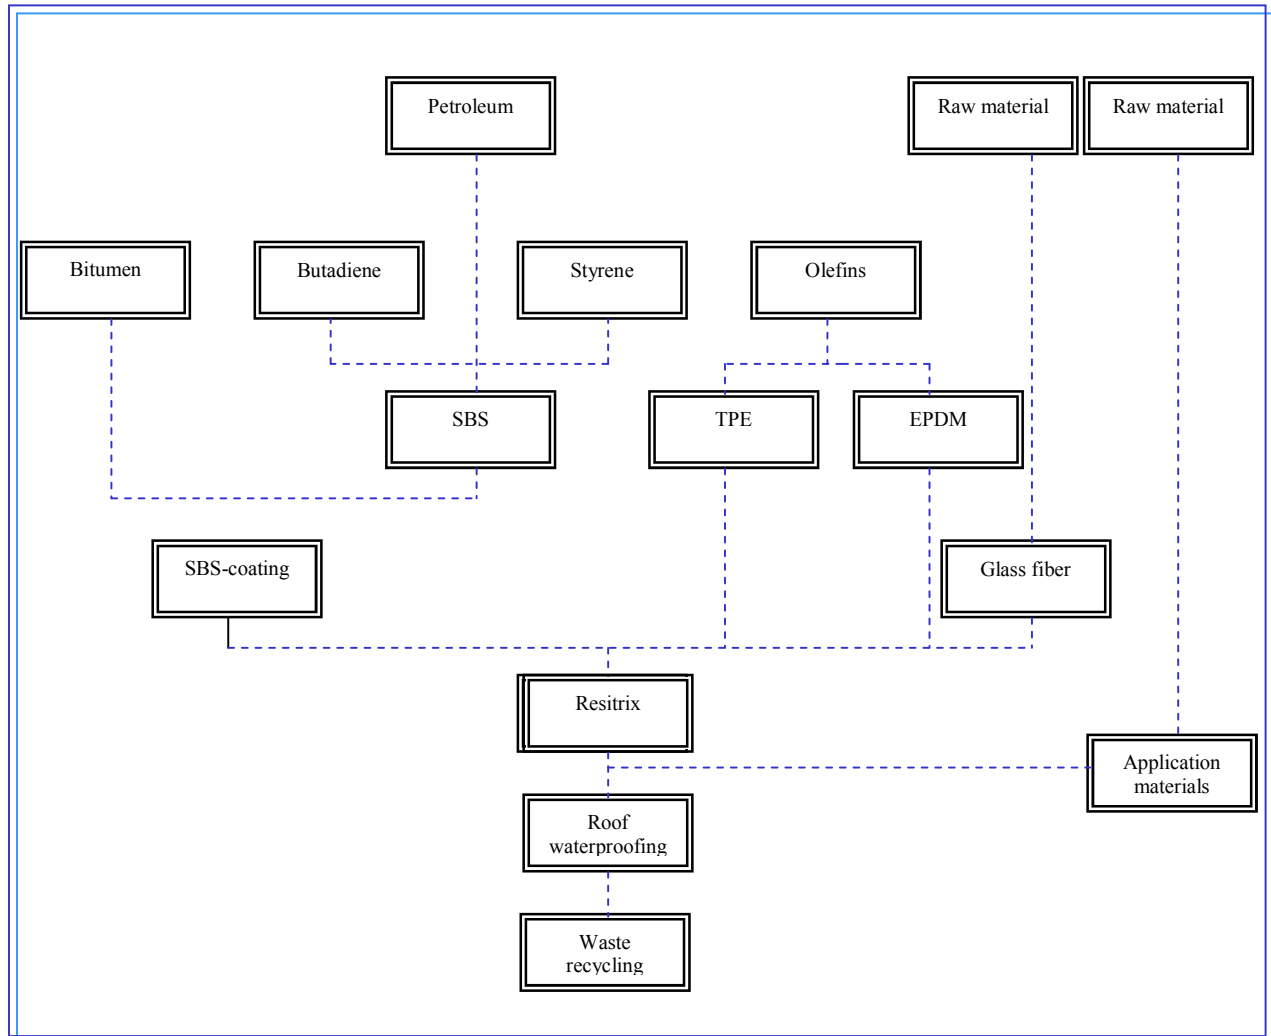 Petroleum
Raw material
Raw material
Bitumen
Butadiene
Styrene
Olefins
SBS
TPE
EPDM
SBS-coating
Glass fiber
Resitrix
Application
materials
Roof
waterproofing
Waste
recycling